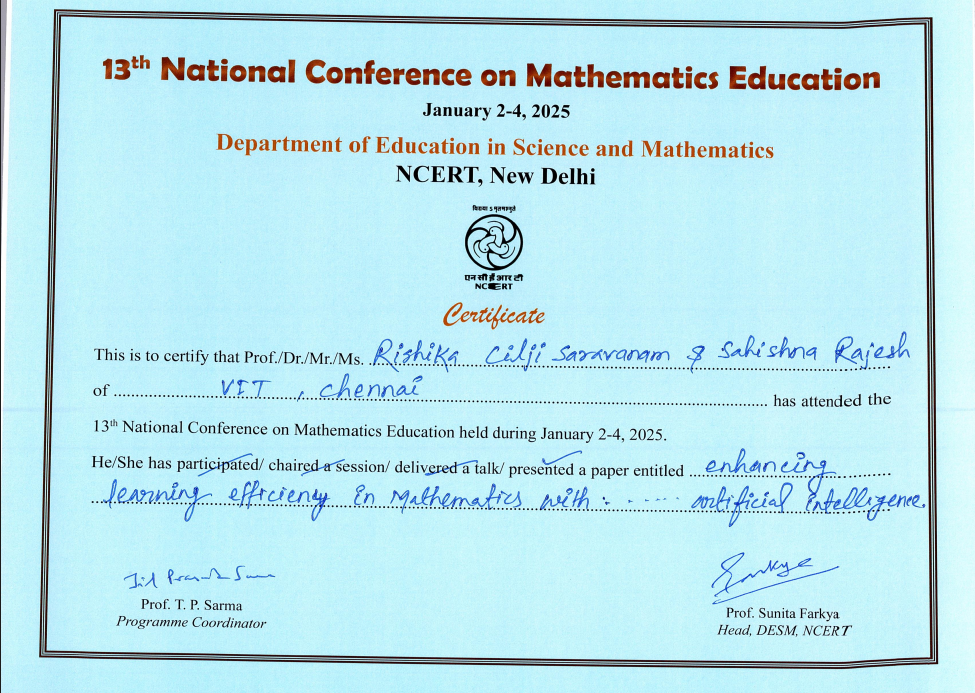 13th National Conference on Mathematics Education
January 2-4, 2025
Department of Education in Science and Mathematics
NCERT, New Delhi
विद्यया ऽ मृतमश्नुते
एन सी ई आर टी
NCERT
Certificate
This is to certify that Prof./Dr./Mr./Ms. Rishika Cilji Saravanam & Sahishna Rajesh
of VIT, Chennai has attended the
13th National Conference on Mathematics Education held during January 2-4, 2025.
He/She has participated/ chaired a session/ delivered a talk/ presented a paper entitled enhancing
learning efficiency in Mathematics with : ..... artificial intelligence.
Prof. T. P. Sarma
Programme Coordinator
Prof. Sunita Farkya
Head, DESM, NCERT